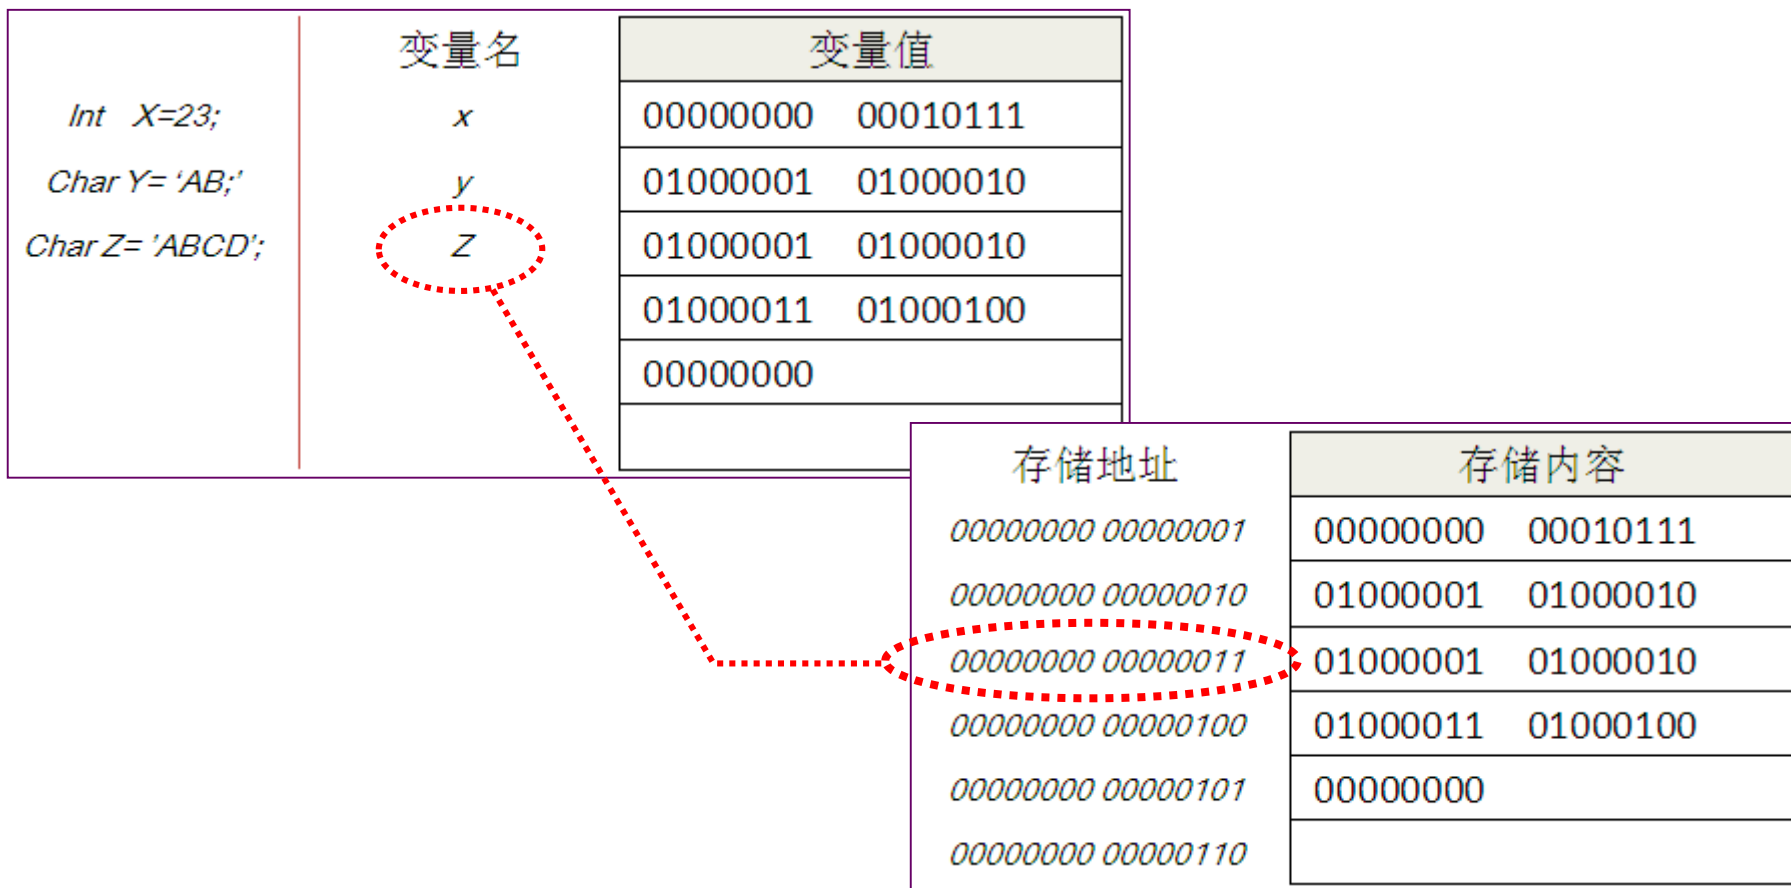 变量名 变量值
Int X=23; x 00000000 00010111
Char Y= ‘AB;’ y 01000001 01000010
Char Z= ’ABCD’; Z 01000001 01000010
01000011 01000100
00000000
存储地址 存储内容
00000000 00000001 00000000 00010111
00000000 00000010 01000001 01000010
00000000 00000011 01000001 01000010
00000000 00000100 01000011 01000100
00000000 00000101 00000000
00000000 00000110